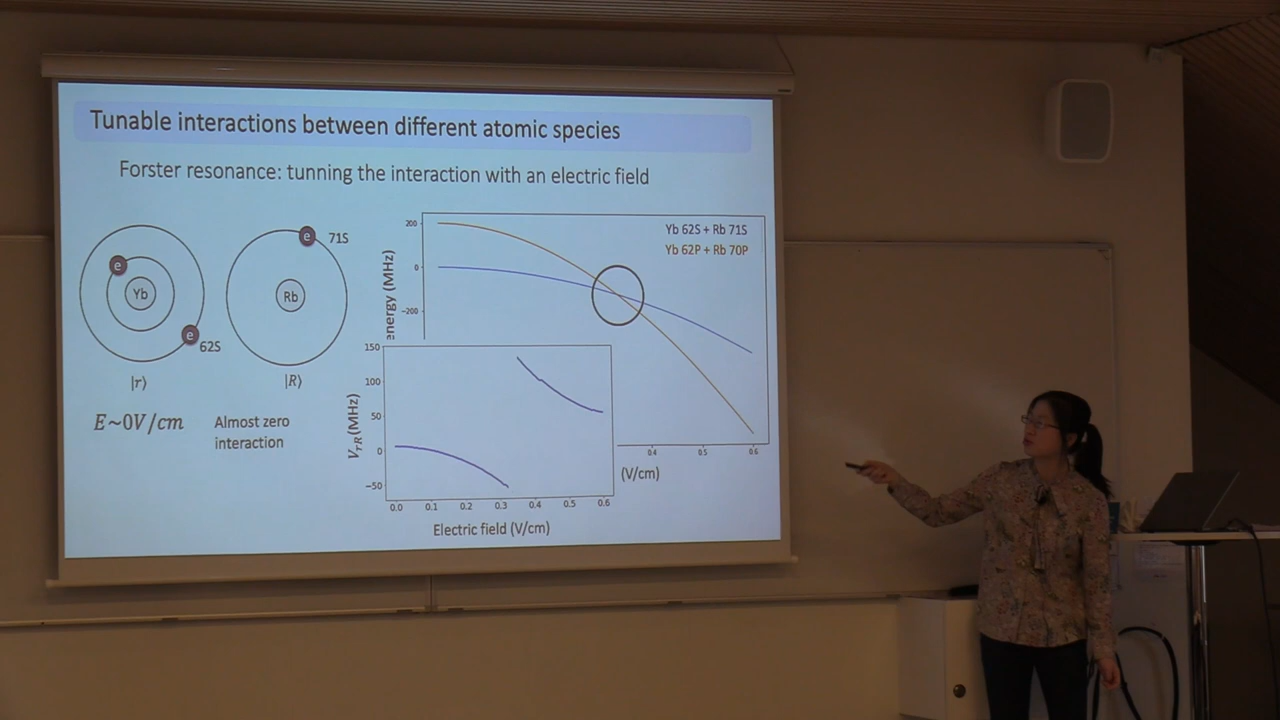 Tunable interactions between different atomic species
Forster resonance: tunning the interaction with an electric field
e
71S
e
Yb
Rb
e
62S
|r⟩
|R⟩
E~0V/cm
Almost zero
interaction
Yb 62S + Rb 71S
Yb 62P + Rb 70P
energy (MHz)
200
0
−200
0.4
0.5
0.6
(V/cm)
V_rR (MHz)
150
100
50
0
−50
0.0
0.1
0.2
0.3
0.4
0.5
0.6
Electric field (V/cm)